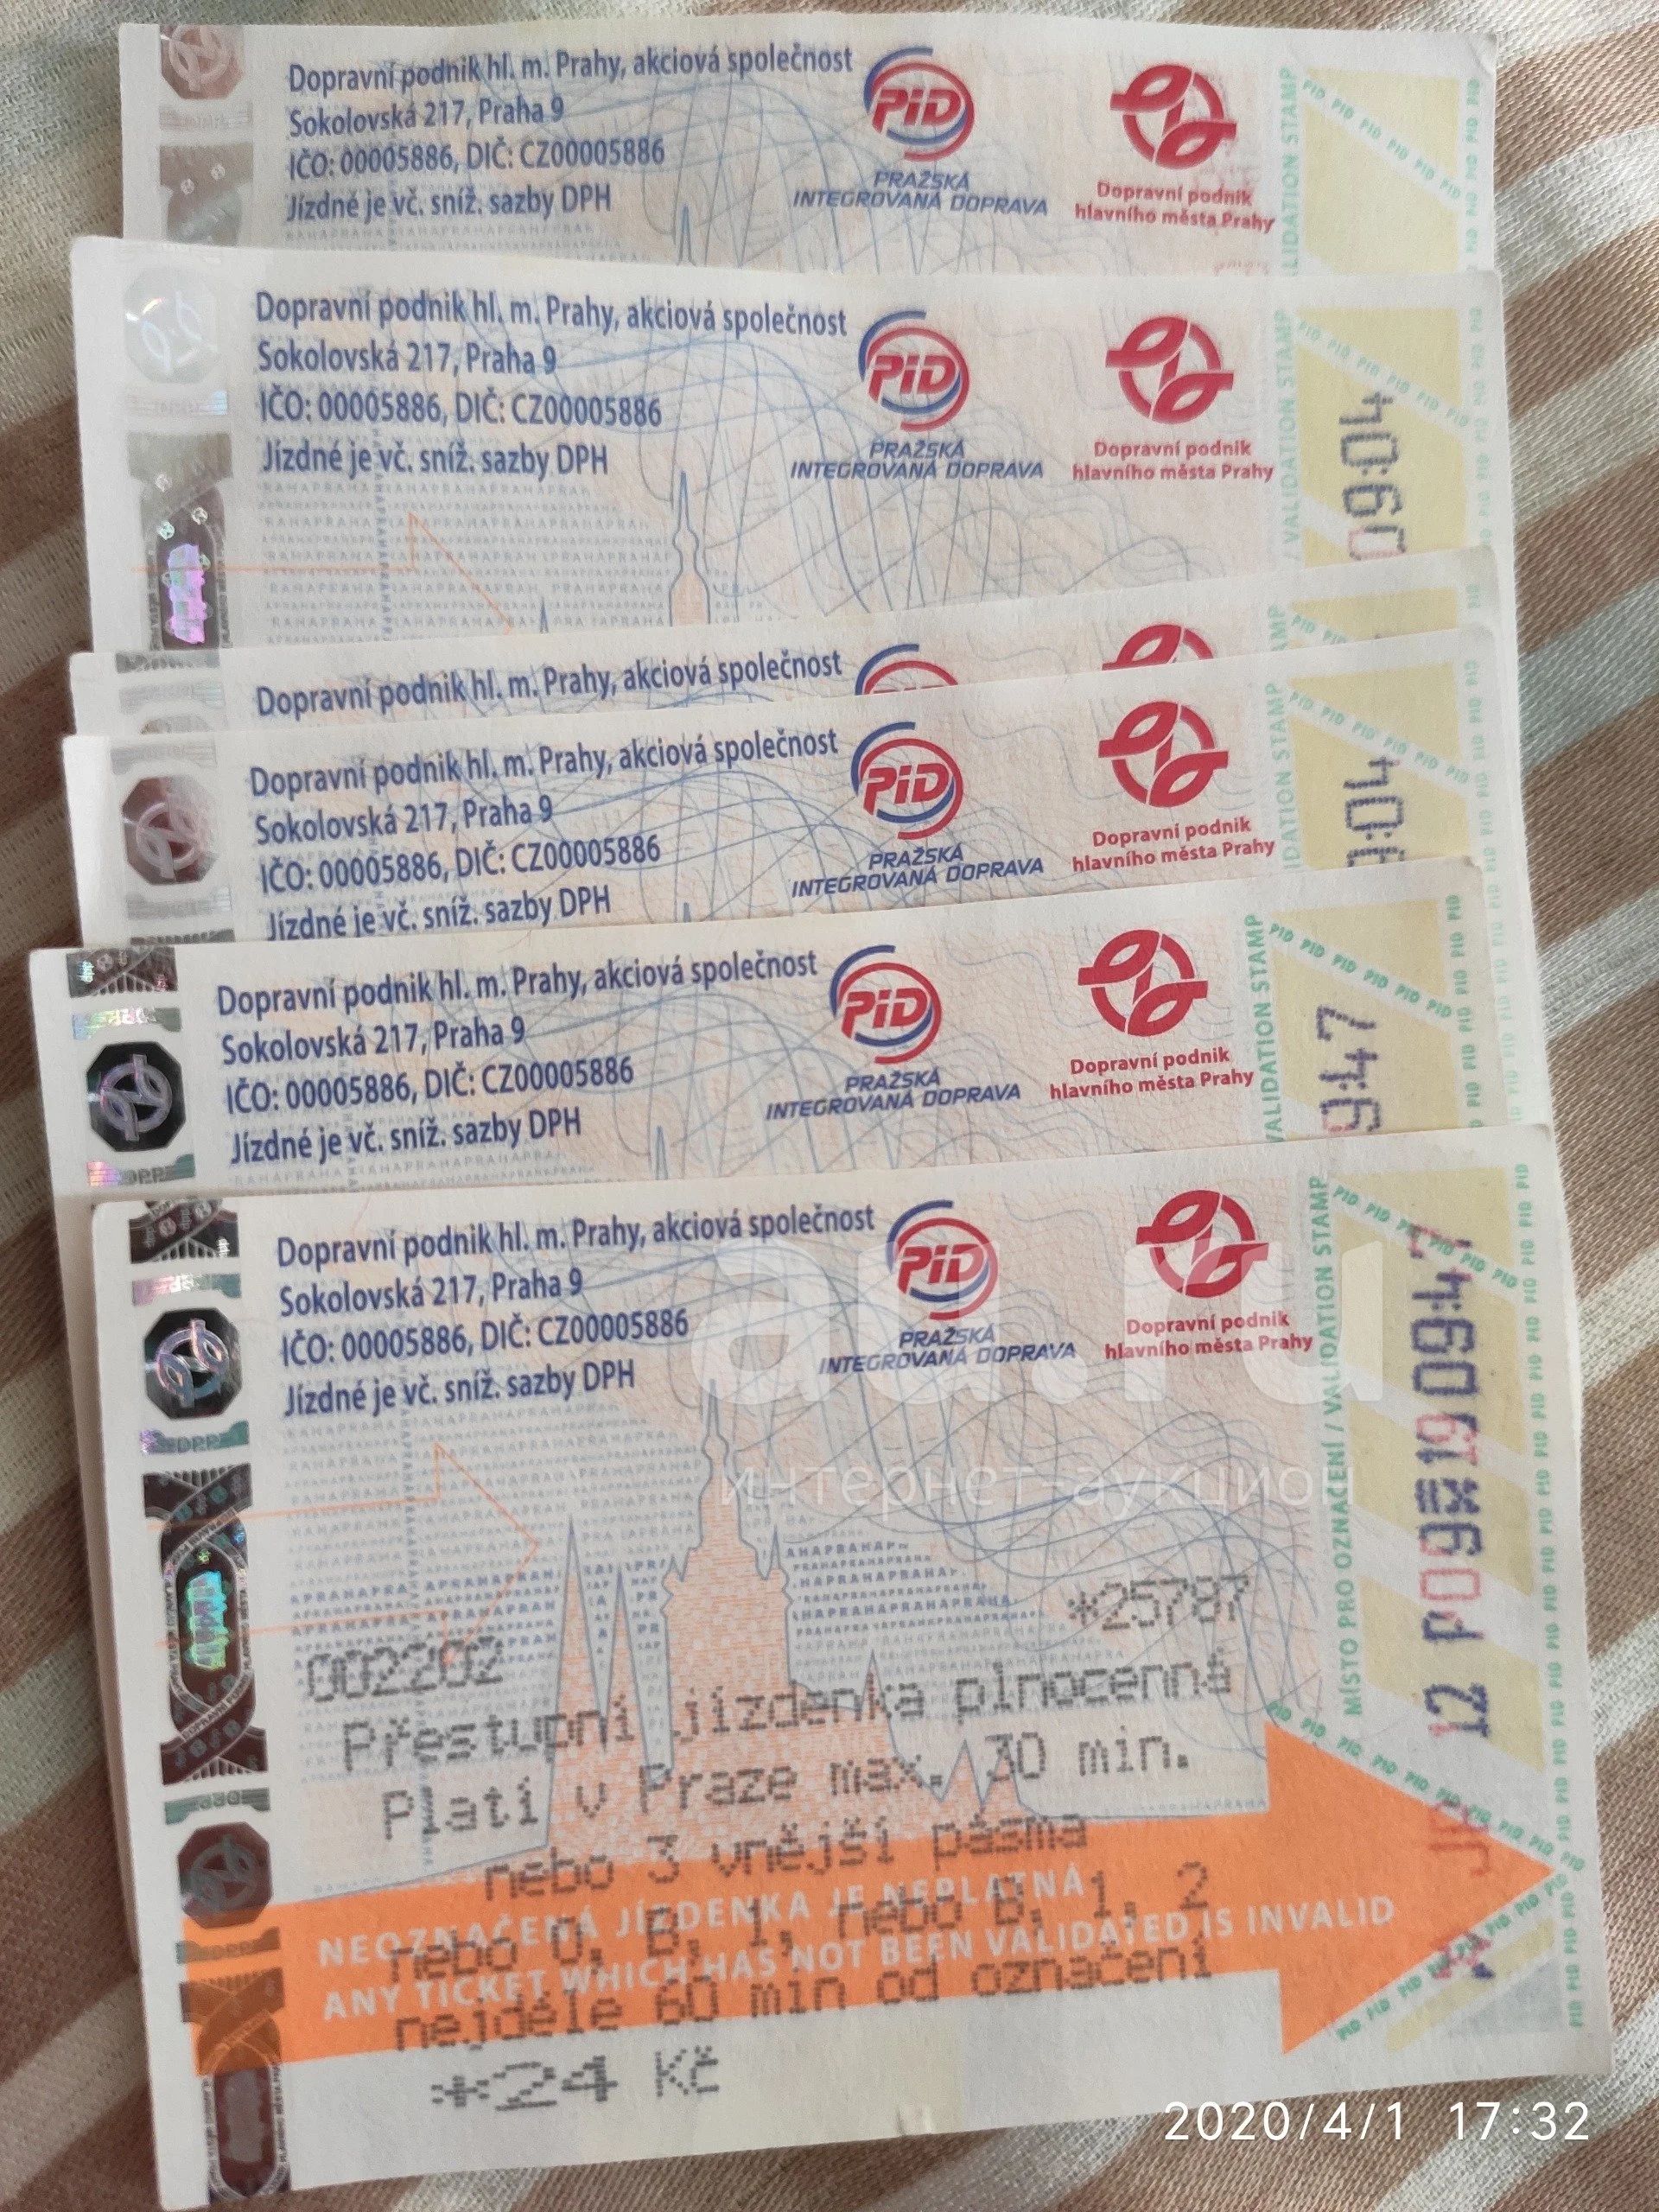 Dopravní podnik hl. m. Prahy, akciová společnost
Sokolovská 217, Praha 9
IČO: 00005886, DIČ: CZ00005886
Jízdné je vč. sníž. sazby DPH
PID
PRAŽSKÁ
INTEGROVANÁ DOPRAVA
Dopravní podnik
hlavního města Prahy
VALIDATION STAMP
Dopravní podnik hl. m. Prahy, akciová společnost
Sokolovská 217, Praha 9
IČO: 00005886, DIČ: CZ00005886
Jízdné je vč. sníž. sazby DPH
PID
PRAŽSKÁ
INTEGROVANÁ DOPRAVA
Dopravní podnik
hlavního města Prahy
/ VALIDATION STAMP
09:04
Dopravní podnik hl. m. Prahy, akciová společnost
Dopravní podnik hl. m. Prahy, akciová společnost
Sokolovská 217, Praha 9
IČO: 00005886, DIČ: CZ00005886
Jízdné je vč. sníž. sazby DPH
PID
PRAŽSKÁ
INTEGROVANÁ DOPRAVA
Dopravní podnik
hlavního města Prahy
IDATION STAMP
9:04
Dopravní podnik hl. m. Prahy, akciová společnost
Sokolovská 217, Praha 9
IČO: 00005886, DIČ: CZ00005886
Jízdné je vč. sníž. sazby DPH
PID
PRAŽSKÁ
INTEGROVANÁ DOPRAVA
Dopravní podnik
hlavního města Prahy
VALIDATION STAMP
9:47
Dopravní podnik hl. m. Prahy, akciová společnost
Sokolovská 217, Praha 9
IČO: 00005886, DIČ: CZ00005886
Jízdné je vč. sníž. sazby DPH
PID
PRAŽSKÁ
INTEGROVANÁ DOPRAVA
Dopravní podnik
hlavního města Prahy
MÍSTO PRO OZNAČENÍ / VALIDATION STAMP
au.ru
интернет-аукцион
*25787
002202
Přestupní jízdenka plnocenná
Platí v Praze max. 30 min.
nebo 3 vnější pásma
nebo 0, B, 1, nebo B, 1, 2
nejdéle 60 min od označení
*24 Kč
NEOZNAČENÁ JÍZDENKA JE NEPLATNÁ
ANY TICKET WHICH HAS NOT BEEN VALIDATED IS INVALID
2020/4/1 17:32